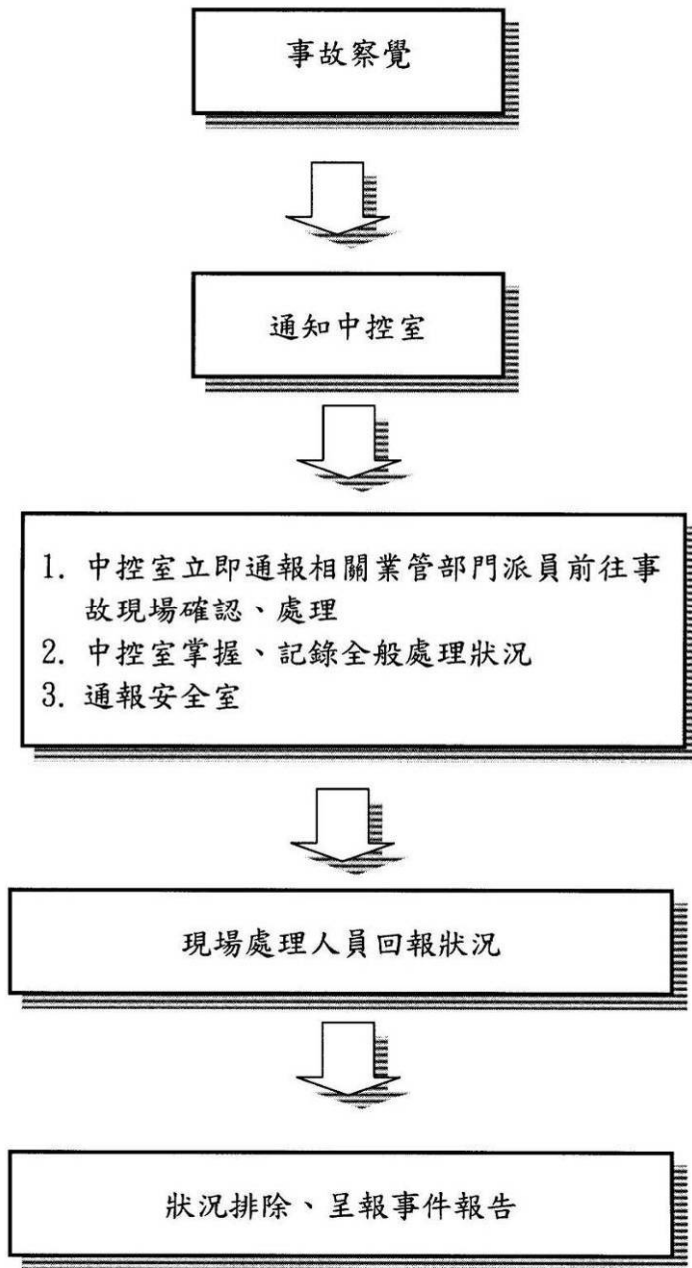 事故察覺
通知中控室
1. 中控室立即通報相關業管部門派員前往事
故現場確認、處理
2. 中控室掌握、記錄全般處理狀況
3. 通報安全室
現場處理人員回報狀況
狀況排除、呈報事件報告